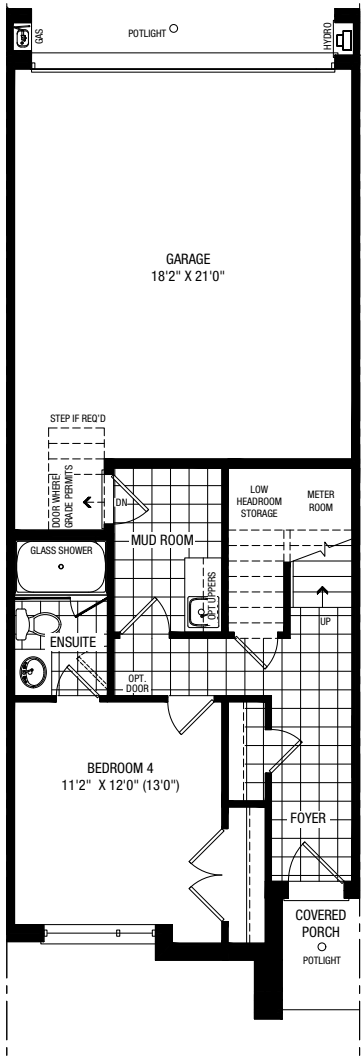 GAS
POTLIGHT
HYDRO
GARAGE
18'2" X 21'0"
STEP IF REQ'D
DOOR WHERE
GRADE PERMITS
DN
LOW
HEADROOM
STORAGE
METER
ROOM
MUD ROOM
GLASS SHOWER
OPT UPPERS
UP
ENSUITE
OPT.
DOOR
BEDROOM 4
11'2" X 12'0" (13'0")
FOYER
COVERED
PORCH
POTLIGHT